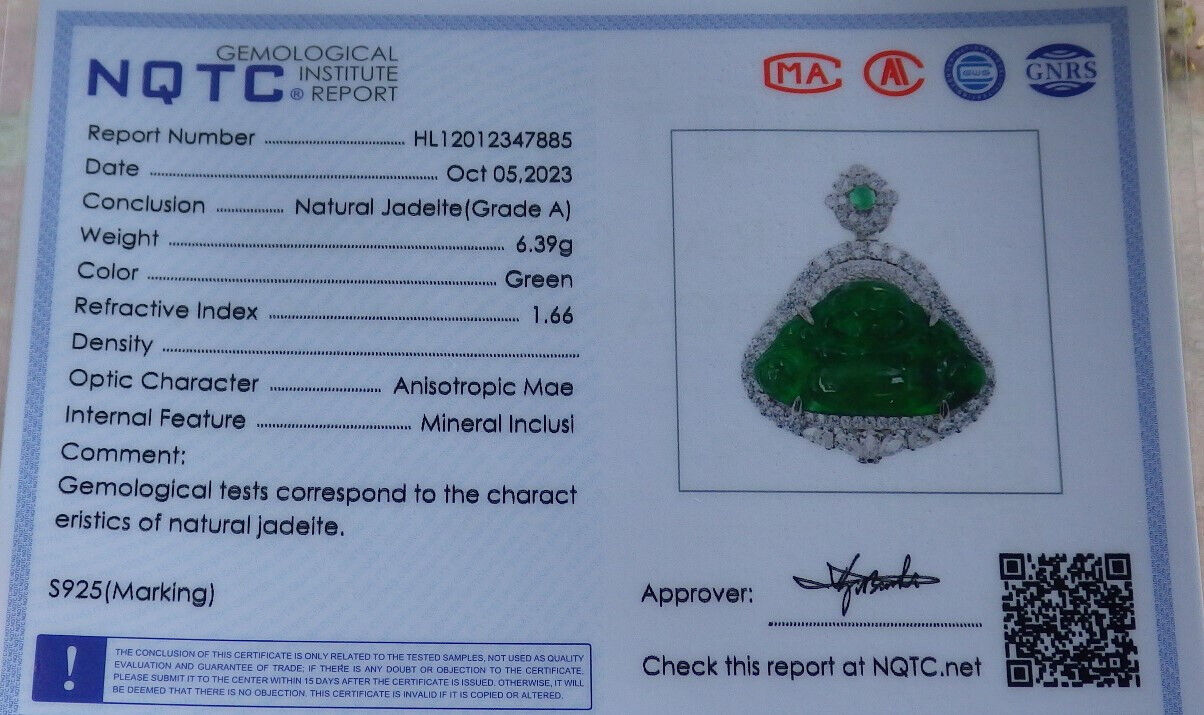 GEMOLOGICAL
NQTC INSTITUTE
® REPORT
MA
GNRS
Report Number ........ HL12012347885
Date ........ Oct 05,2023
Conclusion ........ Natural Jadeite(Grade A)
Weight ........ 6.39g
Color ........ Green
Refractive Index ........ 1.66
Density ........
Optic Character ........ Anisotropic Mae
Internal Feature ........ Mineral Inclusi
Comment:
Gemological tests correspond to the charact
eristics of natural jadeite.
S925(Marking)
! THE CONCLUSION OF THIS CERTIFICATE IS ONLY RELATED TO THE TESTED SAMPLES, NOT USED AS QUALITY
EVALUATION AND GUARANTEE OF TRADE; IF THERE IS ANY DOUBT OR OBJECTION TO THE CERTIFICATE,
PLEASE SUBMIT IT TO THE CENTER WITHIN 15 DAYS AFTER THE CERTIFICATE IS ISSUED. OTHERWISE, IT WILL
BE DEEMED THAT THERE IS NO OBJECTION. THIS CERTIFICATE IS INVALID IF IT IS COPIED OR ALTERED.
Approver:
Check this report at NQTC.net